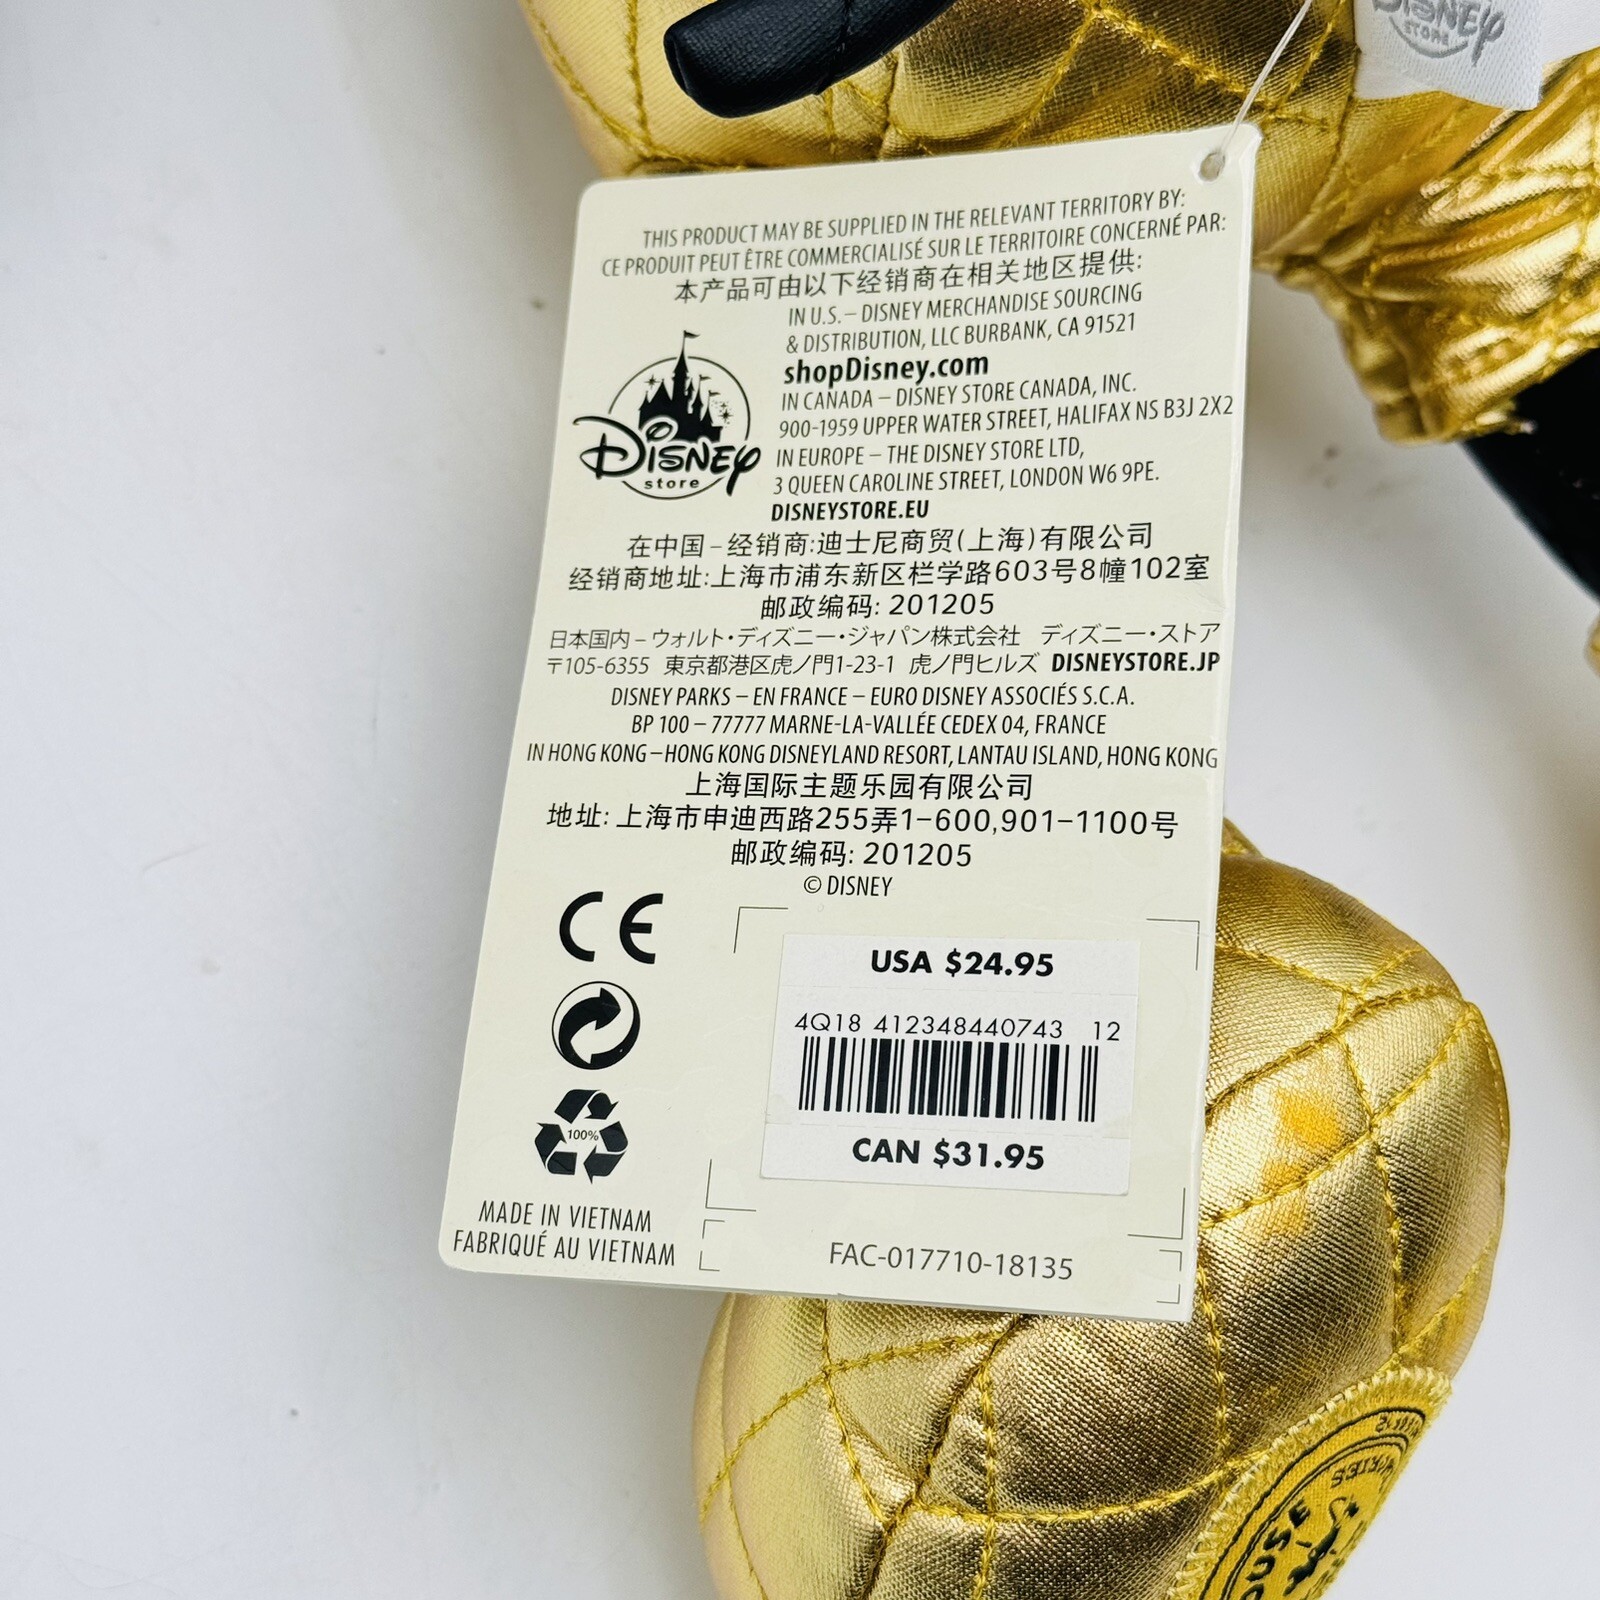 DISNEY
STORE
THIS PRODUCT MAY BE SUPPLIED IN THE RELEVANT TERRITORY BY:
CE PRODUIT PEUT ÊTRE COMMERCIALISÉ SUR LE TERRITOIRE CONCERNÉ PAR:
本产品可由以下经销商在相关地区提供:
IN U.S. – DISNEY MERCHANDISE SOURCING
& DISTRIBUTION, LLC BURBANK, CA 91521
shopDisney.com
IN CANADA – DISNEY STORE CANADA, INC.
900-1959 UPPER WATER STREET, HALIFAX NS B3J 2X2
IN EUROPE – THE DISNEY STORE LTD,
3 QUEEN CAROLINE STREET, LONDON W6 9PE.
DISNEYSTORE.EU
DISNEY
store
在中国 – 经销商:迪士尼商贸(上海)有限公司
经销商地址:上海市浦东新区栏学路603号8幢102室
邮政编码: 201205
日本国内 – ウォルト・ディズニー・ジャパン株式会社 ディズニー・ストア
〒105-6355 東京都港区虎ノ門1-23-1 虎ノ門ヒルズ DISNEYSTORE.JP
DISNEY PARKS – EN FRANCE – EURO DISNEY ASSOCIÉS S.C.A.
BP 100 – 77777 MARNE-LA-VALLÉE CEDEX 04, FRANCE
IN HONG KONG – HONG KONG DISNEYLAND RESORT, LANTAU ISLAND, HONG KONG
上海国际主题乐园有限公司
地址: 上海市申迪西路255弄1-600,901-1100号
邮政编码: 201205
© DISNEY
CE
100%
MADE IN VIETNAM
FABRIQUÉ AU VIETNAM
USA $24.95
4Q18 412348440743 12
CAN $31.95
FAC-017710-18135